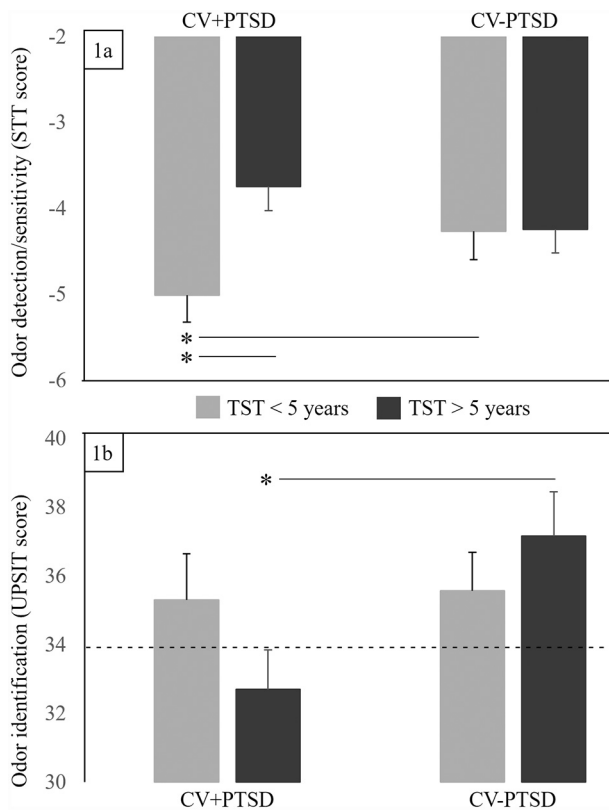 CV+PTSD CV-PTSD
1a
Odor detection/sensitivity (STT score)
-2
-3
-4
-5
-6
*
*
TST < 5 years TST > 5 years
1b
Odor identification (UPSIT score)
40
38
36
34
32
30
*
CV+PTSD CV-PTSD